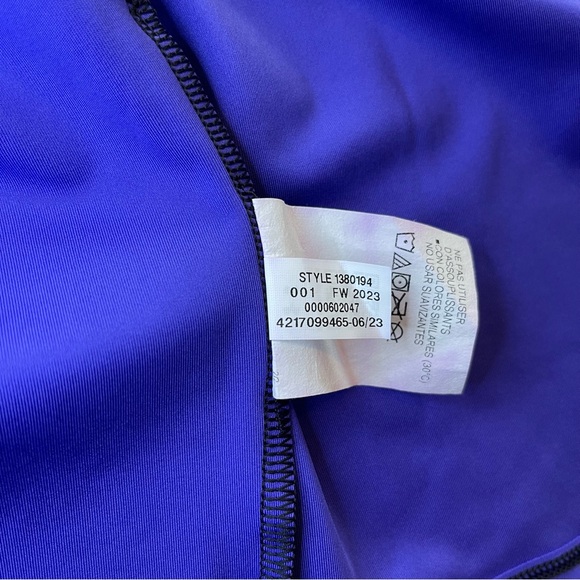 STYLE 1380194
001 FW 2023
0000602047
4217099465-06/23
NE PAS UTILISER
D'ASSOUPLISSANTS
•CON COLORES SIMILARES (30°C)
NO USAR SUAVIZANTES